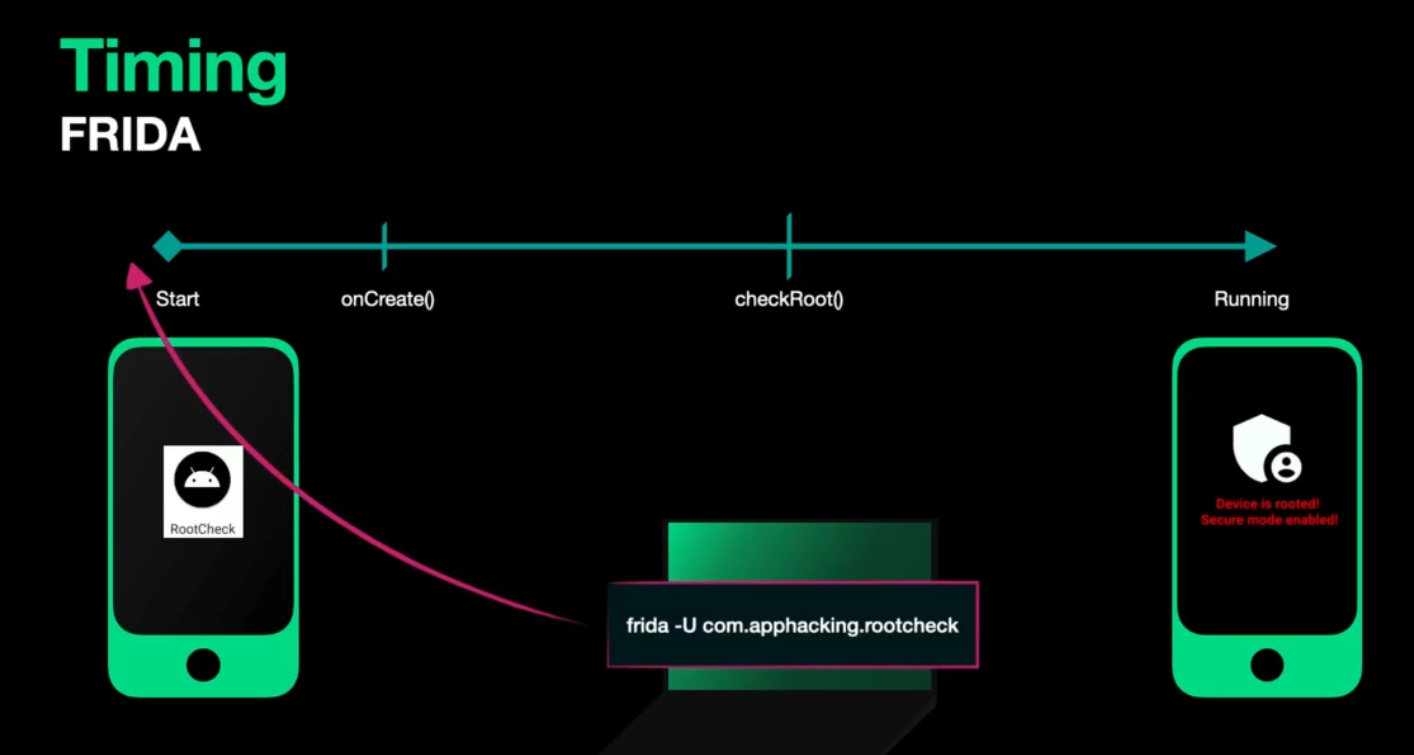 Timing
FRIDA
Start
onCreate()
checkRoot()
Running
RootCheck
Device is rooted!
Secure mode enabled!
frida -U com.apphacking.rootcheck